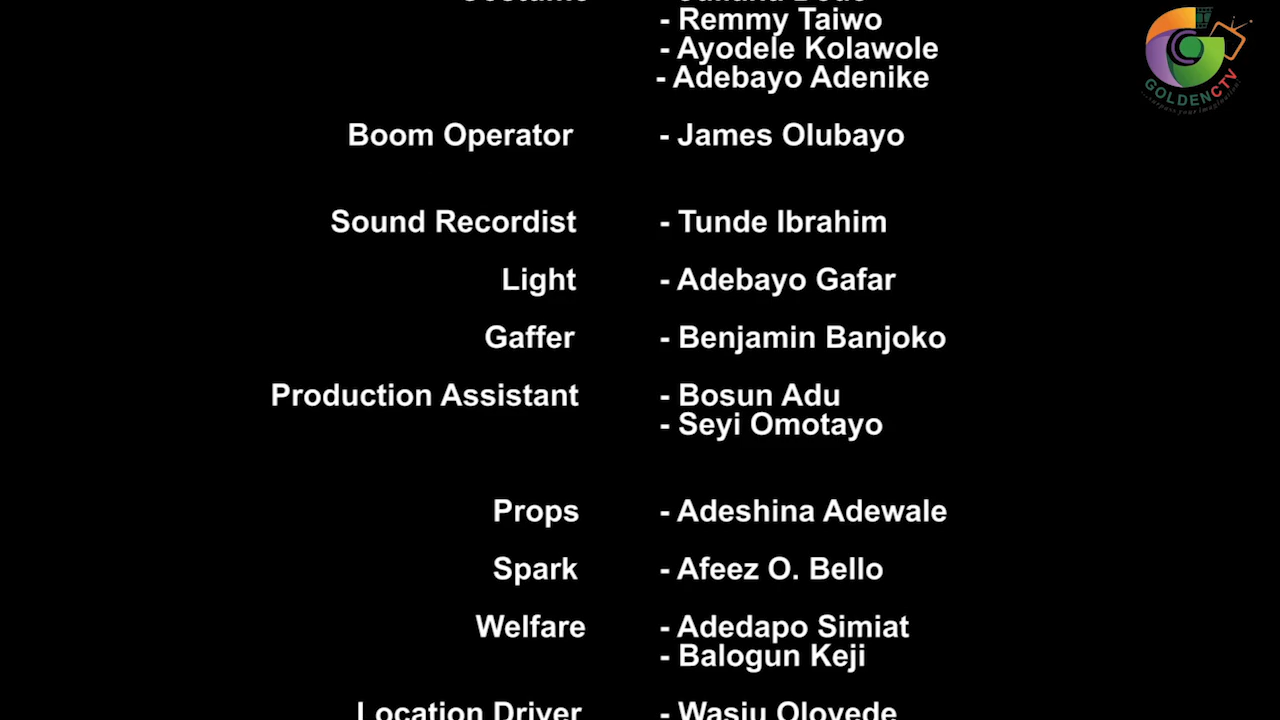 - Remmy Taiwo
- Ayodele Kolawole
- Adebayo Adenike
Boom Operator - James Olubayo
Sound Recordist - Tunde Ibrahim
Light - Adebayo Gafar
Gaffer - Benjamin Banjoko
Production Assistant - Bosun Adu
- Seyi Omotayo
Props - Adeshina Adewale
Spark - Afeez O. Bello
Welfare - Adedapo Simiat
- Balogun Keji
Location Driver - Wasiu Oloyede
GOLDENCTV